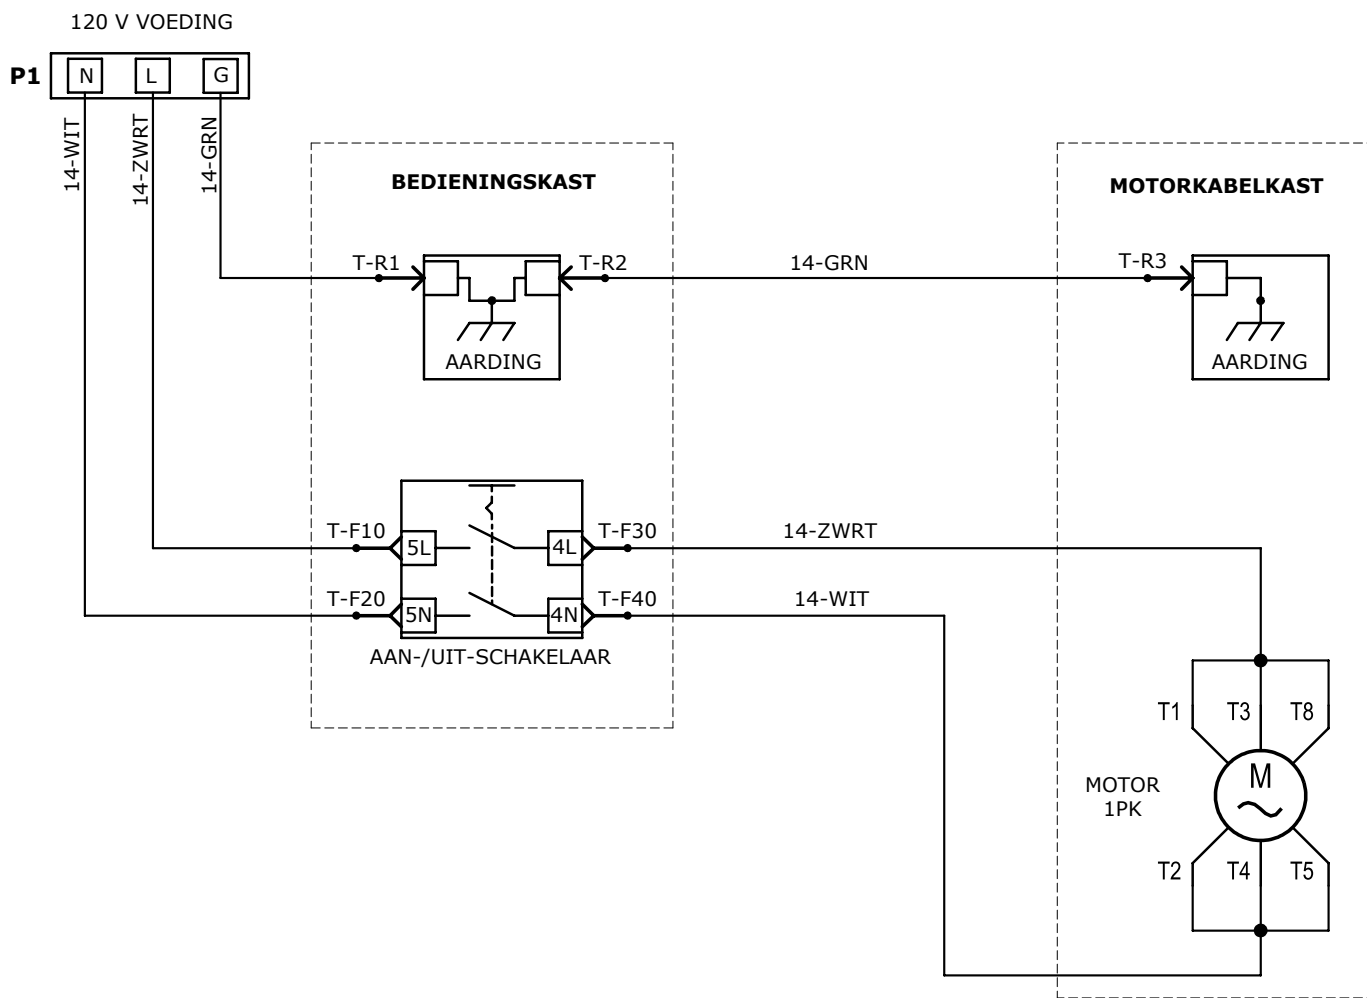 120 V VOEDING
P1
N
L
G
14-WIT
14-ZWRT
14-GRN
BEDIENINGSKAST
MOTORKABELKAST
T-R1
T-R2
14-GRN
T-R3
AARDING
AARDING
T-F10
5L
4L
T-F30
14-ZWRT
T-F20
5N
4N
T-F40
14-WIT
AAN-/UIT-SCHAKELAAR
T1
T3
T8
MOTOR
1PK
M
T2
T4
T5